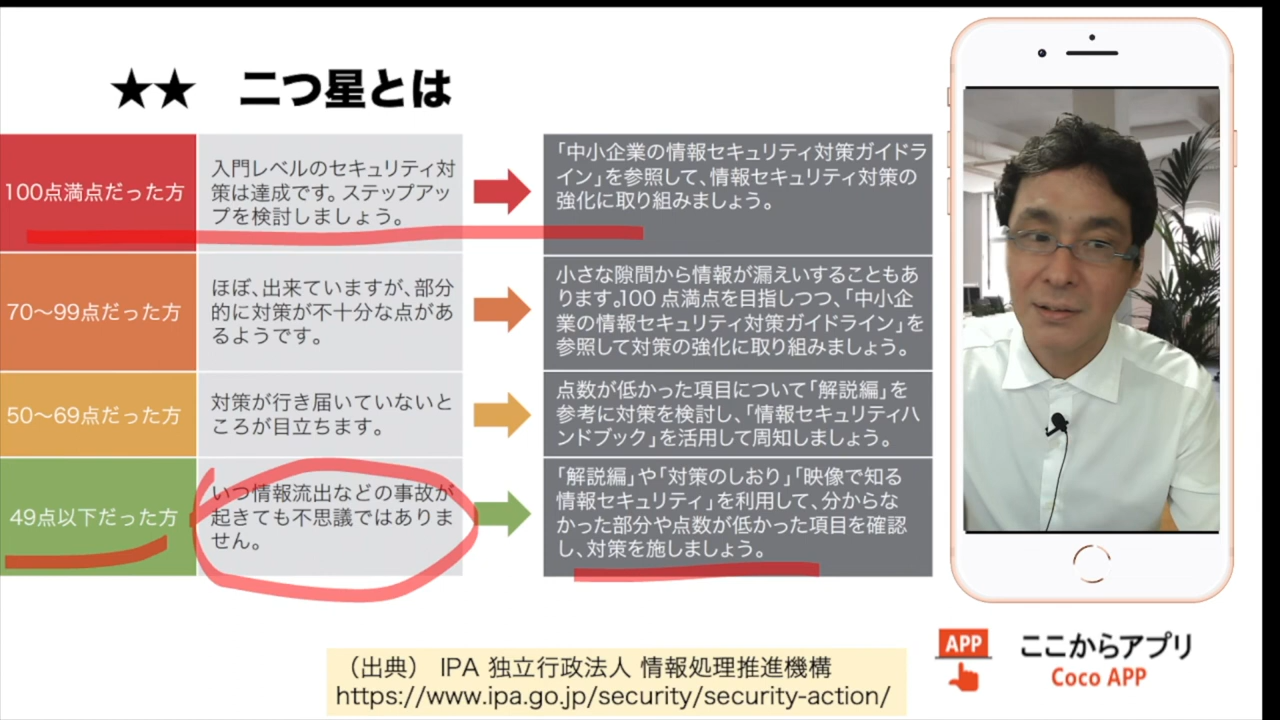 ★★ 二つ星とは
100点満点だった方
入門レベルのセキュリティ対
策は達成です。ステップアッ
プを検討しましょう。
「中小企業の情報セキュリティ対策ガイドラ
イン」を参照して、情報セキュリティ対策の
強化に取り組みましょう。
70〜99点だった方
ほぼ、出来ていますが、部分
的に対策が不十分な点があ
るようです。
小さな隙間から情報が漏えいすることもあ
ります。100点満点を目指しつつ、「中小企
業の情報セキュリティ対策ガイドライン」を
参照して対策の強化に取り組みましょう。
50〜69点だった方
対策が行き届いていないと
ころが目立ちます。
点数が低かった項目について「解説編」を
参考に対策を検討し、「情報セキュリティハ
ンドブック」を活用して周知しましょう。
49点以下だった方
いつ情報流出などの事故が
起きても不思議ではありま
せん。
「解説編」や「対策のしおり」「映像で知る
情報セキュリティ」を利用して、分からな
かった部分や点数が低かった項目を確認
し、対策を施しましょう。
（出典） IPA 独立行政法人 情報処理推進機構
https://www.ipa.go.jp/security/security-action/
APP
ここからアプリ
Coco APP